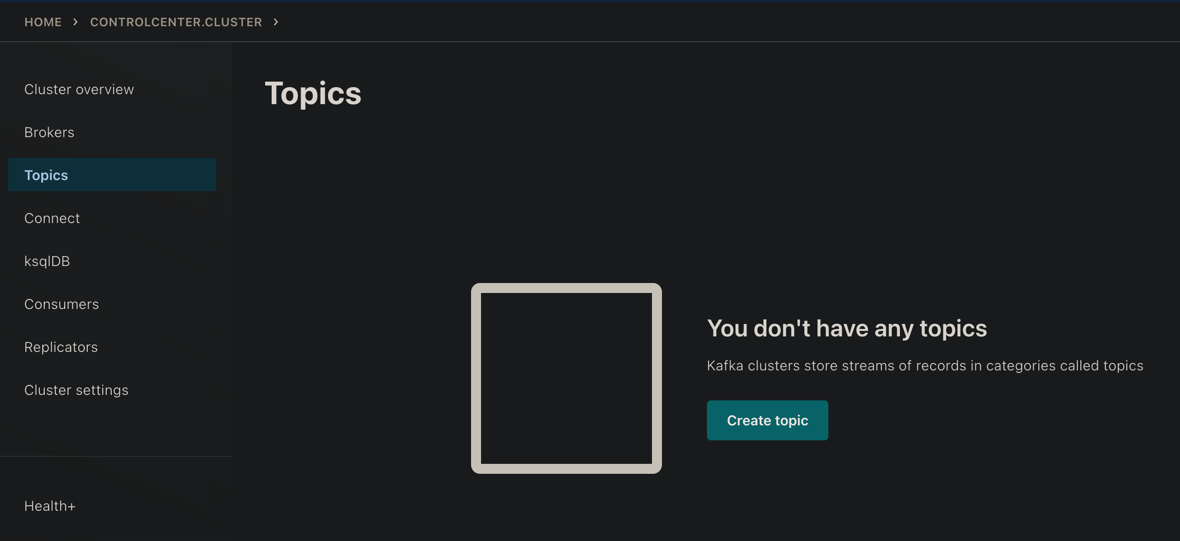 HOME > CONTROLCENTER.CLUSTER >
Cluster overview
Brokers
Topics
Connect
ksqlDB
Consumers
Replicators
Cluster settings
Health+
Topics
You don't have any topics
Kafka clusters store streams of records in categories called topics
Create topic